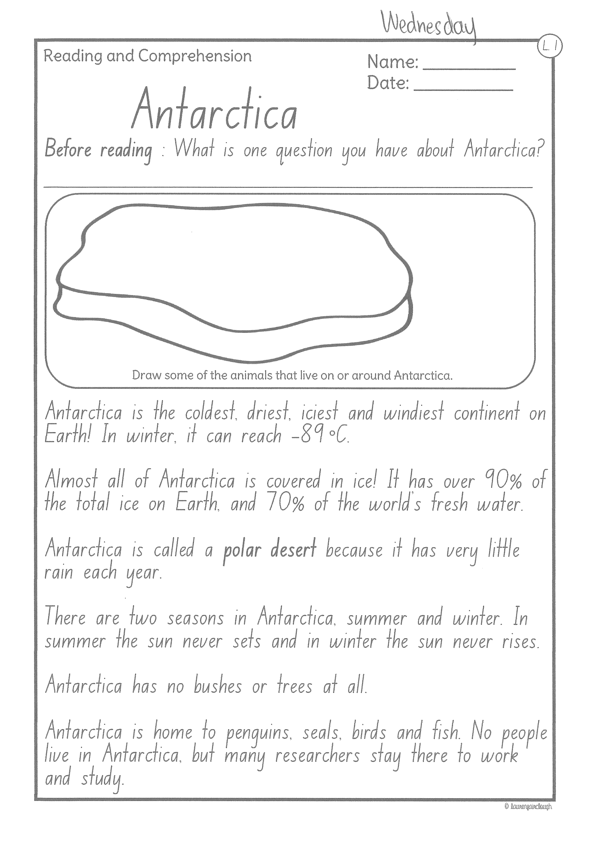 Wednesday
L1
Reading and Comprehension
Name: ___________
Date: ___________
Antarctica
Before reading : What is one question you have about Antarctica?
Draw some of the animals that live on or around Antarctica.
Antarctica is the coldest, driest, iciest and windiest continent on
Earth! In winter, it can reach -89°C.
Almost all of Antarctica is covered in ice! It has over 90% of
the total ice on Earth, and 70% of the world's fresh water.
Antarctica is called a polar desert because it has very little
rain each year.
There are two seasons in Antarctica, summer and winter. In
summer the sun never sets and in winter the sun never rises.
Antarctica has no bushes or trees at all.
Antarctica is home to penguins, seals, birds and fish. No people
live in Antarctica, but many researchers stay there to work
and study.